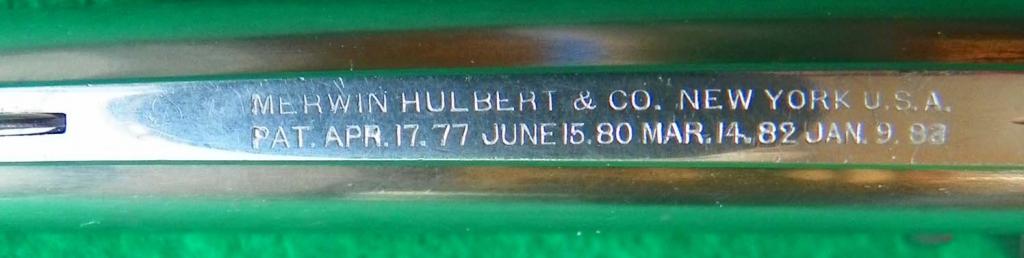 MERWIN HULBERT & CO. NEW YORK U.S.A.
PAT. APR. 17. 77 JUNE 15. 80 MAR. 14. 82 JAN. 9. 83